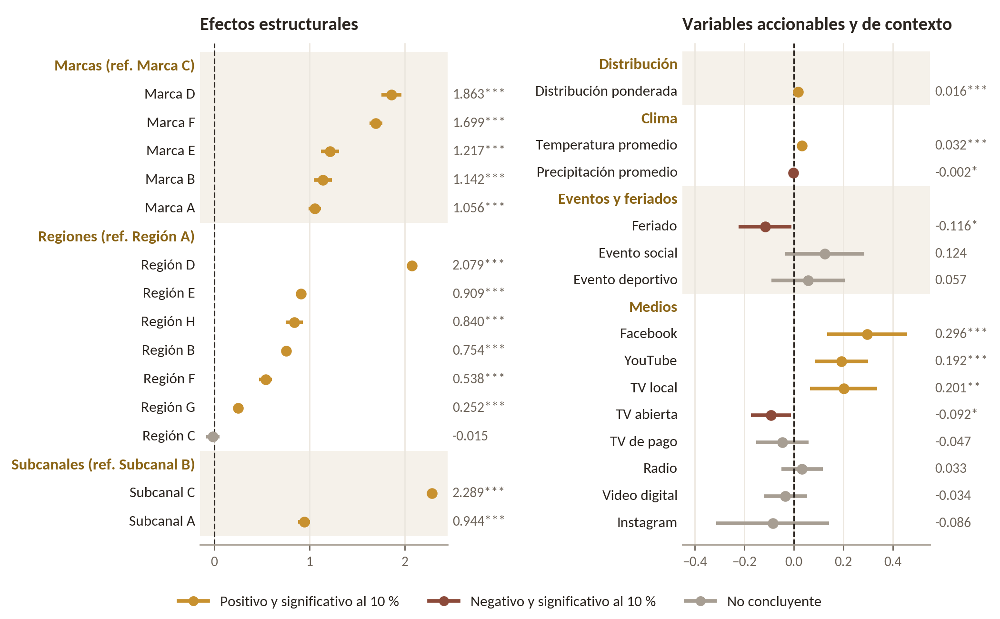 Efectos estructurales
Marcas (ref. Marca C)
Marca D 1.863***
Marca F 1.699***
Marca E 1.217***
Marca B 1.142***
Marca A 1.056***
Regiones (ref. Región A)
Región D 2.079***
Región E 0.909***
Región H 0.840***
Región B 0.754***
Región F 0.538***
Región G 0.252***
Región C -0.015
Subcanales (ref. Subcanal B)
Subcanal C 2.289***
Subcanal A 0.944***
0 1 2
Variables accionables y de contexto
Distribución
Distribución ponderada 0.016***
Clima
Temperatura promedio 0.032***
Precipitación promedio -0.002*
Eventos y feriados
Feriado -0.116*
Evento social 0.124
Evento deportivo 0.057
Medios
Facebook 0.296***
YouTube 0.192***
TV local 0.201**
TV abierta -0.092*
TV de pago -0.047
Radio 0.033
Video digital -0.034
Instagram -0.086
−0.4 −0.2 0.0 0.2 0.4
Positivo y significativo al 10 % Negativo y significativo al 10 % No concluyente